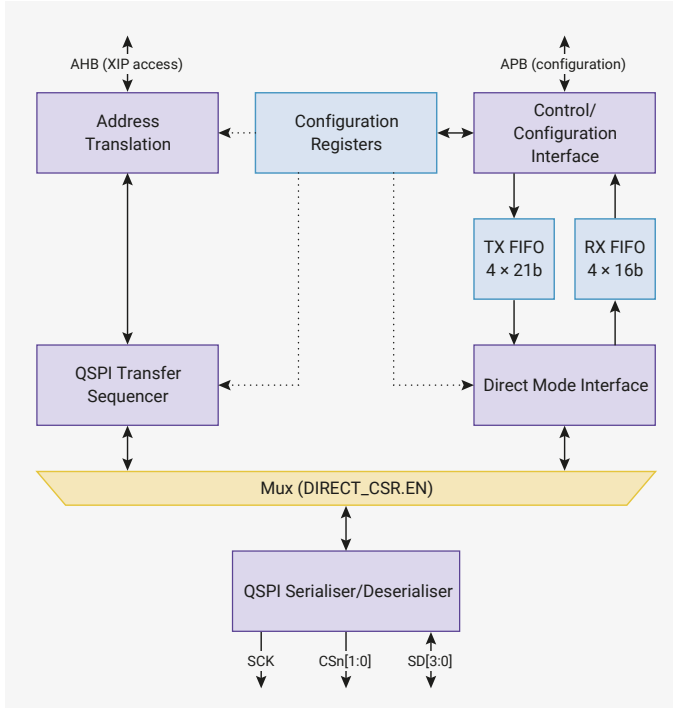 AHB (XIP access)
APB (configuration)
Address
Translation
Configuration
Registers
Control/
Configuration
Interface
TX FIFO
4 × 21b
RX FIFO
4 × 16b
QSPI Transfer
Sequencer
Direct Mode Interface
Mux (DIRECT_CSR.EN)
QSPI Serialiser/Deserialiser
SCK
CSn[1:0]
SD[3:0]